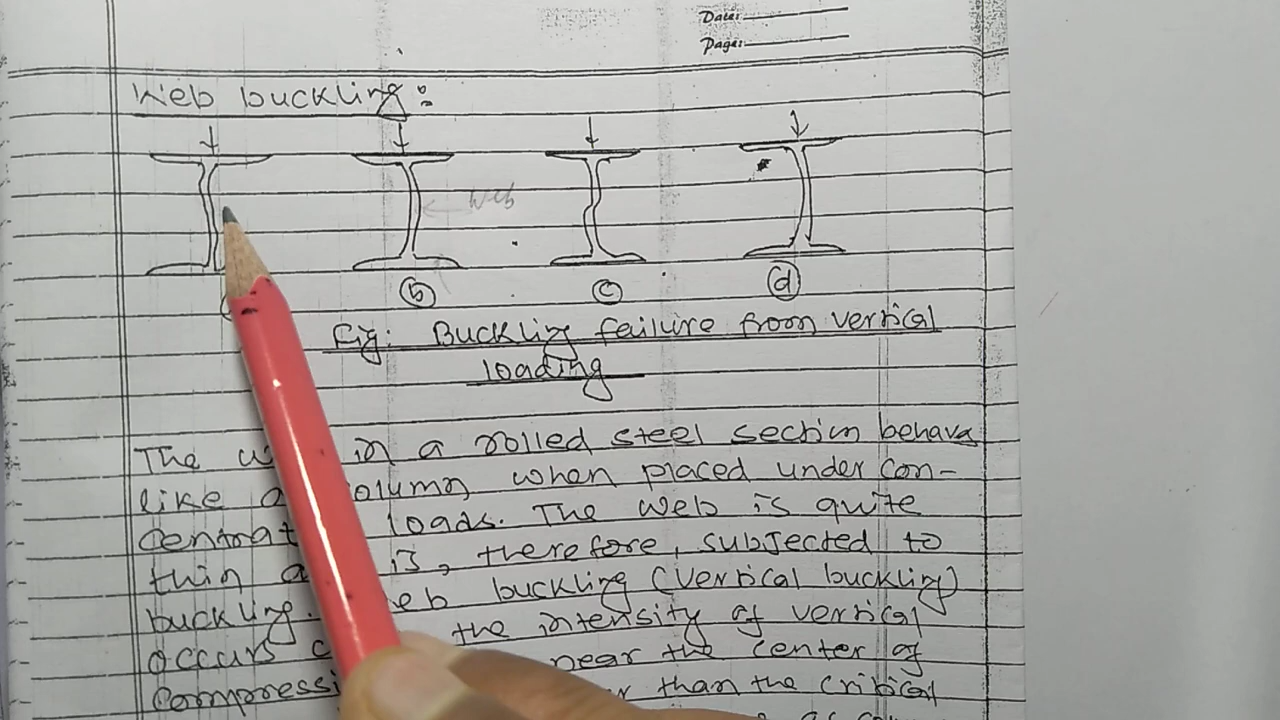 Date:
Page:
Web buckling:
Web
b c d
Fig: Buckling failure from vertical
loading
The in a rolled steel section behave
like a column when placed under con-
centrat loads. The web is quite
thin a is, therefore, subjected to
buckling. eb buckling (vertical buckling)
occurs the intensity of vertical
compressi near the center of
than the critical